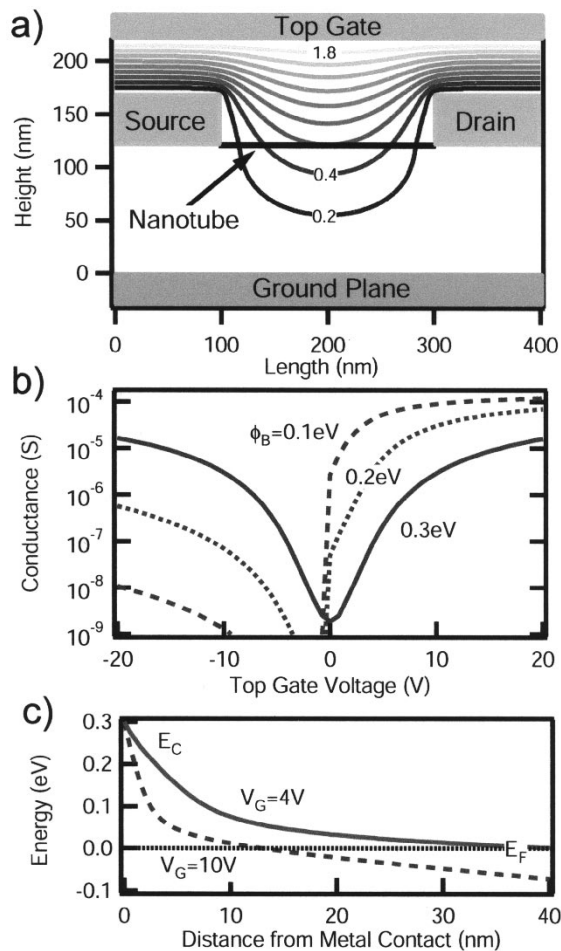 a)
Top Gate
1.8
Source
Drain
0.4
0.2
Nanotube
Ground Plane
Height (nm)
200
150
100
50
0
0 100 200 300 400
Length (nm)
b)
Conductance (S)
10⁻⁴
10⁻⁵
10⁻⁶
10⁻⁷
10⁻⁸
10⁻⁹
ϕB=0.1eV
0.2eV
0.3eV
-20 -10 0 10 20
Top Gate Voltage (V)
c)
Energy (eV)
0.3
0.2
0.1
0.0
-0.1
EC
VG=4V
VG=10V
EF
0 10 20 30 40
Distance from Metal Contact (nm)